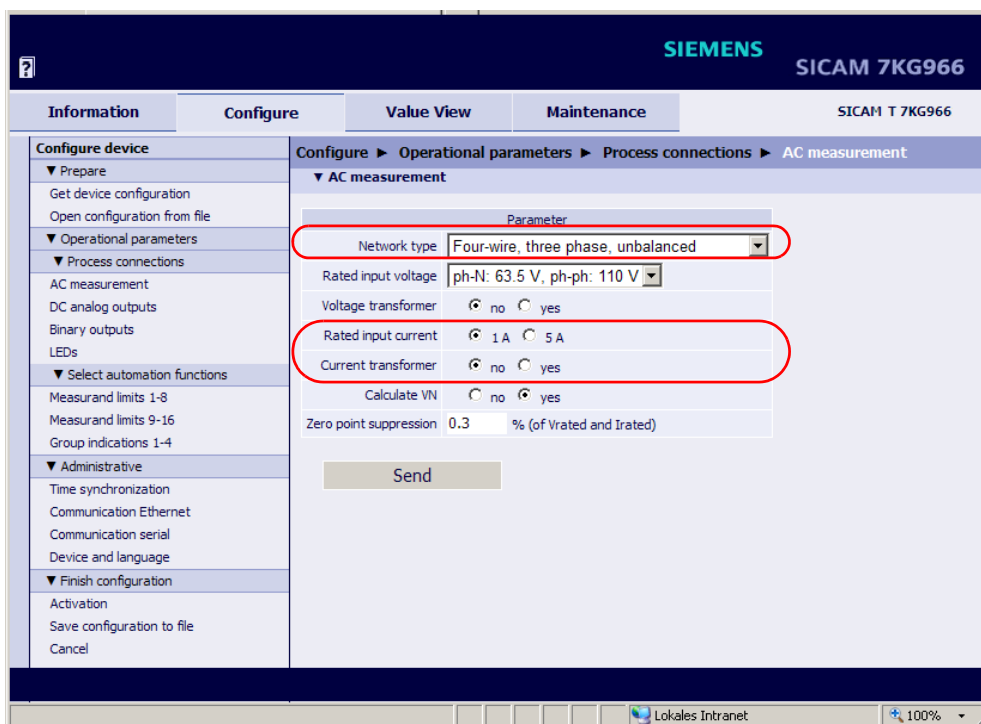 SIEMENS
?
SICAM 7KG966
Information Configure Value View Maintenance SICAM T 7KG966
Configure device
▼ Prepare
Get device configuration
Open configuration from file
▼ Operational parameters
▼ Process connections
AC measurement
DC analog outputs
Binary outputs
LEDs
▼ Select automation functions
Measurand limits 1-8
Measurand limits 9-16
Group indications 1-4
▼ Administrative
Time synchronization
Communication Ethernet
Communication serial
Device and language
▼ Finish configuration
Activation
Save configuration to file
Cancel
Configure ► Operational parameters ► Process connections ► AC measurement
▼ AC measurement
Parameter
Network type Four-wire, three phase, unbalanced
Rated input voltage ph-N: 63.5 V, ph-ph: 110 V
Voltage transformer no yes
Rated input current 1 A 5 A
Current transformer no yes
Calculate VN no yes
Zero point suppression 0.3 % (of Vrated and Irated)
Send
Lokales Intranet 100%